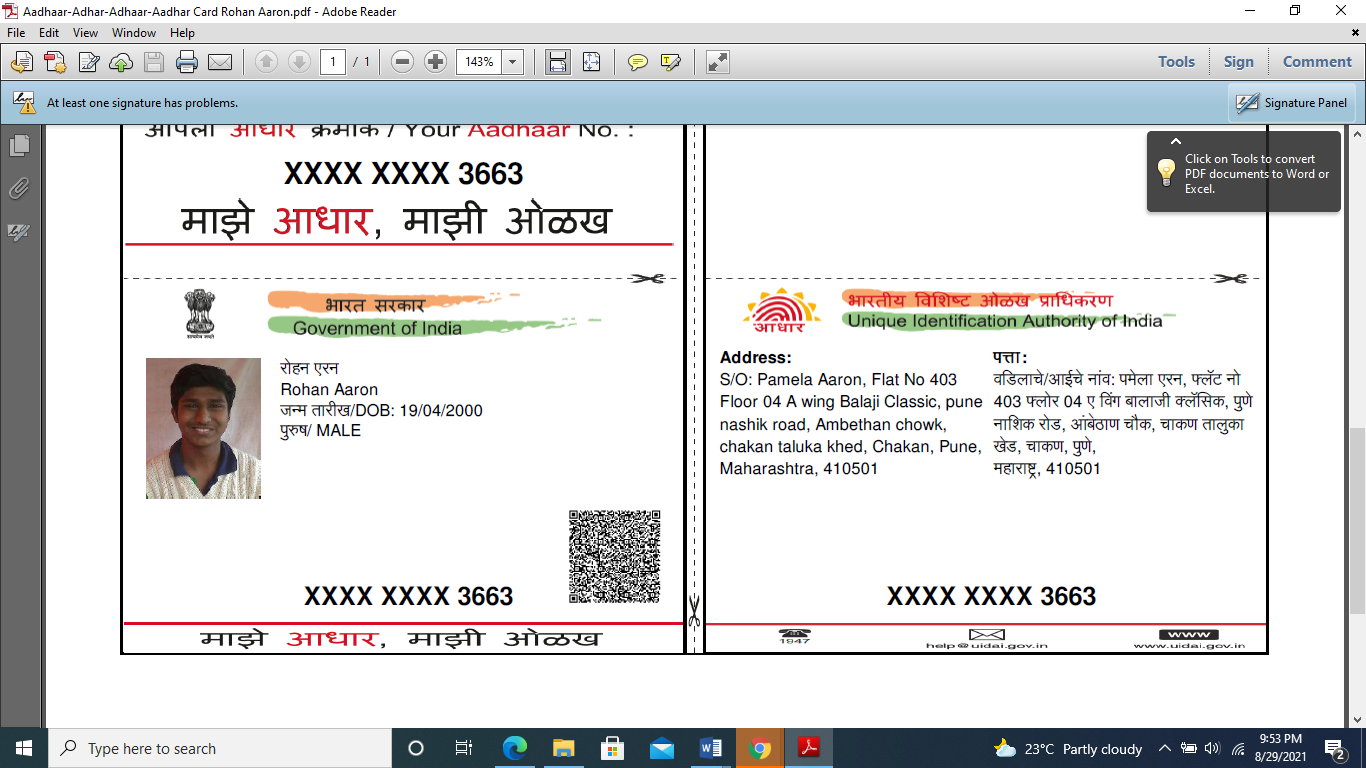 Aadhaar-Adhar-Adhaar-Aadhar Card Rohan Aaron.pdf - Adobe Reader
File Edit View Window Help
1 / 1 143% Tools Sign Comment
At least one signature has problems. Signature Panel
आपला आधार क्रमांक / Your Aadhaar No. :
XXXX XXXX 3663
माझे आधार, माझी ओळख
Click on Tools to convert
PDF documents to Word or
Excel.
भारत सरकार
Government of India
रोहन एरन
Rohan Aaron
जन्म तारीख/DOB: 19/04/2000
पुरुष/ MALE
XXXX XXXX 3663
माझे आधार, माझी ओळख
आधार
भारतीय विशिष्ट ओळख प्राधिकरण
Unique Identification Authority of India
Address:
S/O: Pamela Aaron, Flat No 403
Floor 04 A wing Balaji Classic, pune
nashik road, Ambethan chowk,
chakan taluka khed, Chakan, Pune,
Maharashtra, 410501
पत्ता:
वडिलाचे/आईचे नांव: पमेला एरन, फ्लॅट नो
403 फ्लोर 04 ए विंग बालाजी क्लॅसिक, पुणे
नाशिक रोड, आंबेठाण चौक, चाकण तालुका
खेड, चाकण, पुणे,
महाराष्ट्र, 410501
XXXX XXXX 3663
1947 help@uidai.gov.in www www.uidai.gov.in
Type here to search
23°C Partly cloudy
9:53 PM
8/29/2021
2